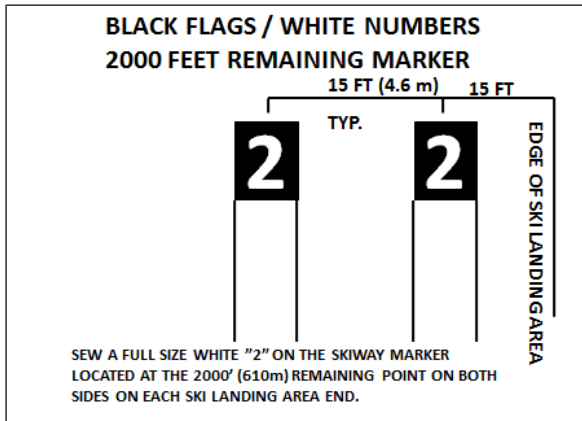 BLACK FLAGS / WHITE NUMBERS
2000 FEET REMAINING MARKER
15 FT (4.6 m) 15 FT
TYP.
2 2
EDGE OF SKI LANDING AREA
SEW A FULL SIZE WHITE ”2” ON THE SKIWAY MARKER
LOCATED AT THE 2000’ (610m) REMAINING POINT ON BOTH
SIDES ON EACH SKI LANDING AREA END.